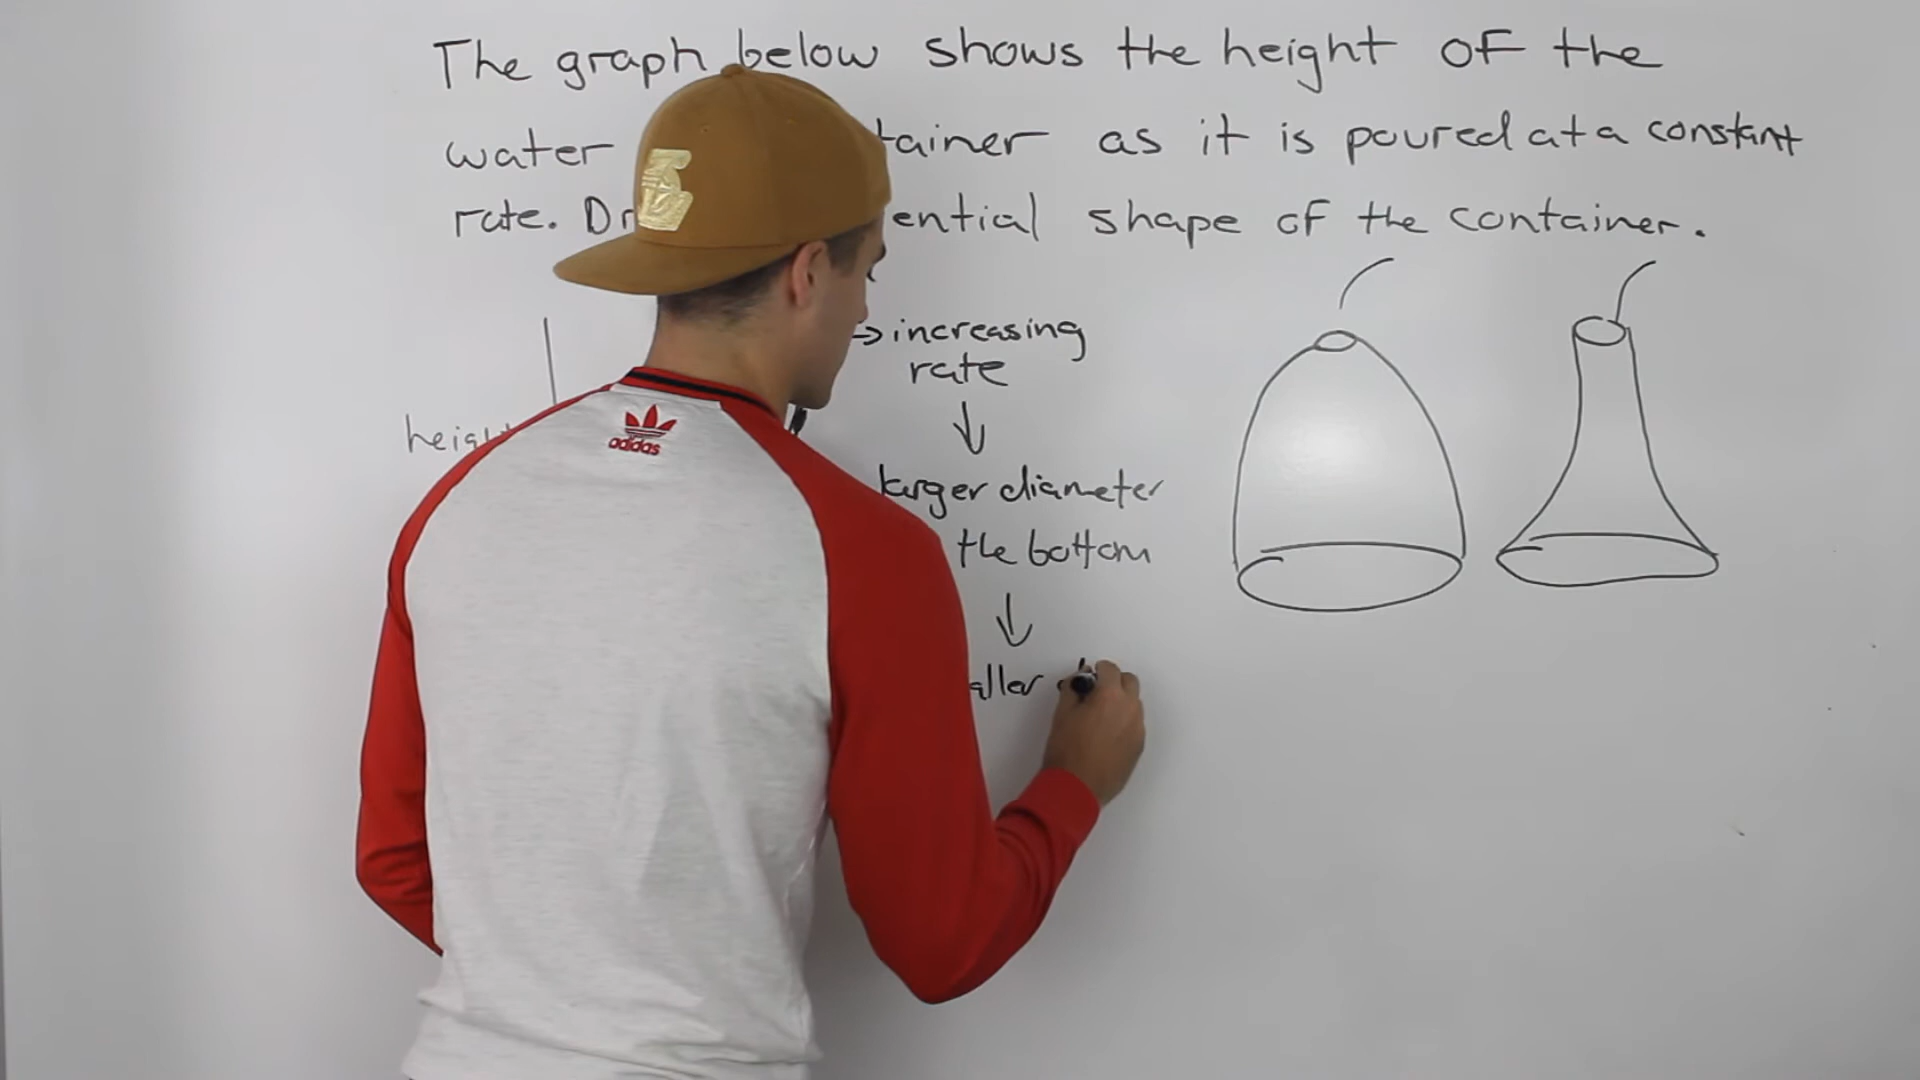 The graph below shows the height of the
water tainer as it is poured at a constant
rate. Dr ential shape of the container.
→ increasing
rate
↓
heigh
adidas
larger diameter
the bottom
↓
aller